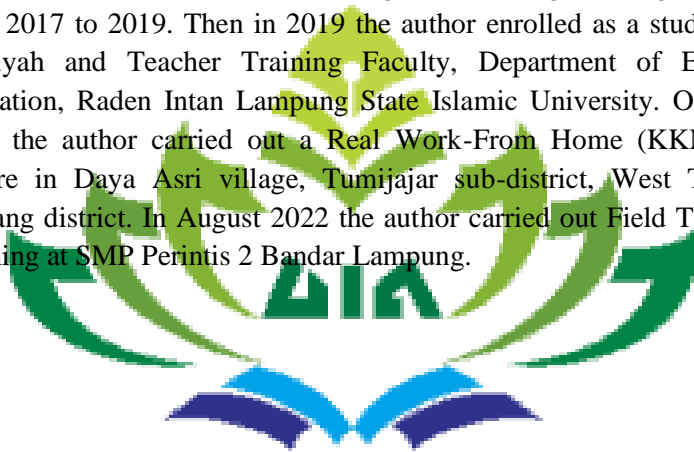 2017 to 2019. Then in 2019 the author enrolled as a stud
yah and Teacher Training Faculty, Department of E
ation, Raden Intan Lampung State Islamic University. O
the author carried out a Real Work-From Home (KKN
re in Daya Asri village, Tumijajar sub-district, West T
ang district. In August 2022 the author carried out Field T
ing at SMP Perintis 2 Bandar Lampung.